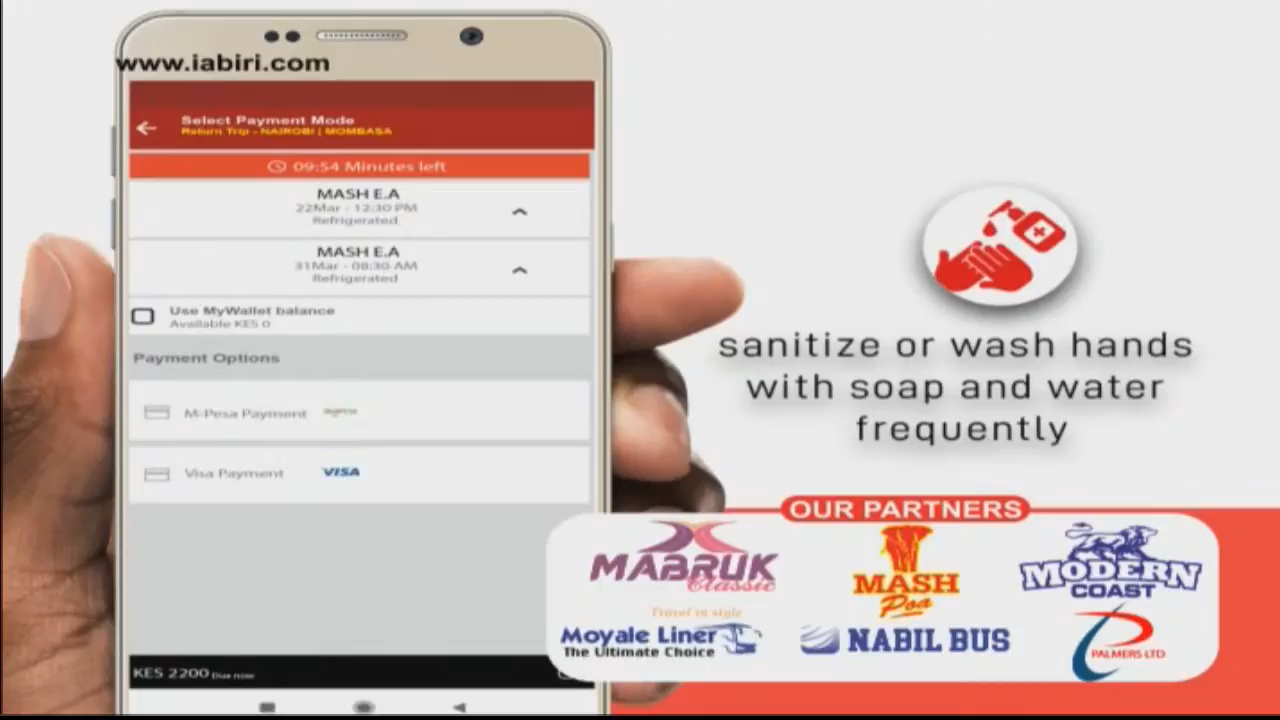 www.iabiri.com
Select Payment Mode
Return Trip - NAIROBI | MOMBASA
09:54 Minutes left
MASH E.A
22Mar - 12:30 PM
Refrigerated
MASH E.A
31Mar - 08:30 AM
Refrigerated
Use MyWallet balance
Available KES 0
Payment Options
M-Pesa Payment
Visa Payment VISA
KES 2200 Due now
sanitize or wash hands
with soap and water
frequently
OUR PARTNERS
MABRUK
Classic
Travel in style
MASH
Poa
MODERN
COAST
Moyale Liner
The Ultimate Choice
NABIL BUS
PALMERS LTD